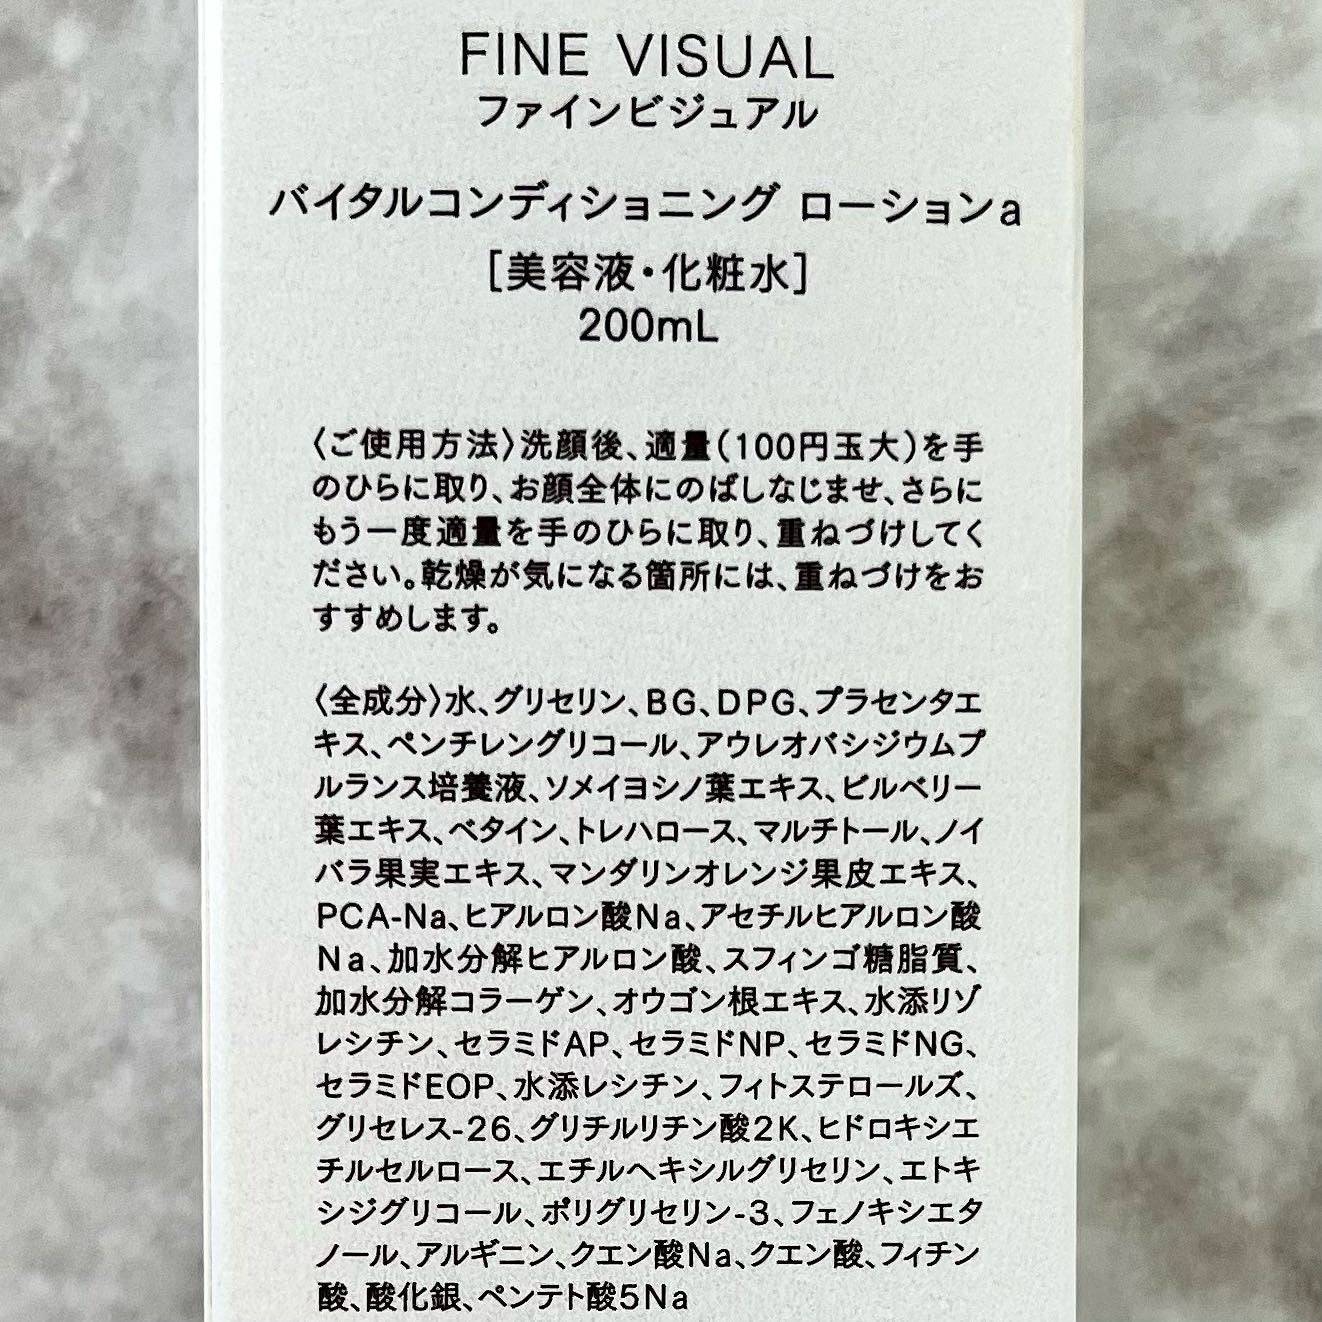 FINE VISUAL
ファインビジュアル
バイタルコンディショニング ローションa
[美容液・化粧水]
200mL
〈ご使用方法〉洗顔後、適量(100円玉大)を手
のひらに取り、お顔全体にのばしなじませ、さらに
もう一度適量を手のひらに取り、重ねづけしてく
ださい。乾燥が気になる箇所には、重ねづけをお
すすめします。
〈全成分〉水、グリセリン、BG、DPG、プラセンタエ
キス、ペンチレングリコール、アウレオバシジウムプ
ルランス培養液、ソメイヨシノ葉エキス、ビルベリー
葉エキス、ベタイン、トレハロース、マルチトール、ノイ
バラ果実エキス、マンダリンオレンジ果皮エキス、
PCA-Na、ヒアルロン酸Na、アセチルヒアルロン酸
Na、加水分解ヒアルロン酸、スフィンゴ糖脂質、
加水分解コラーゲン、オウゴン根エキス、水添リゾ
レシチン、セラミドAP、セラミドNP、セラミドNG、
セラミドEOP、水添レシチン、フィトステロールズ、
グリセレス-26、グリチルリチン酸2K、ヒドロキシエ
チルセルロース、エチルヘキシルグリセリン、エトキ
シジグリコール、ポリグリセリン-3、フェノキシエタ
ノール、アルギニン、クエン酸Na、クエン酸、フィチン
酸、酸化銀、ペンテト酸5Na